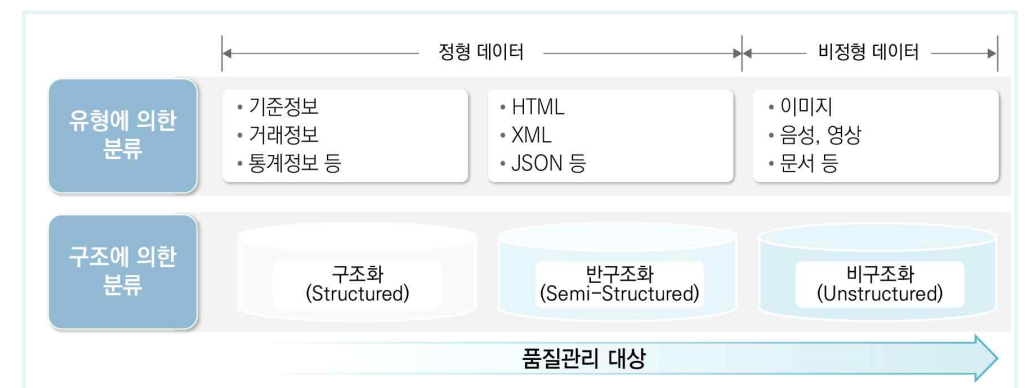 정형 데이터
비정형 데이터
유형에 의한
분류
• 기준정보
• 거래정보
• 통계정보 등
• HTML
• XML
• JSON 등
• 이미지
• 음성, 영상
• 문서 등
구조에 의한
분류
구조화
(Structured)
반구조화
(Semi-Structured)
비구조화
(Unstructured)
품질관리 대상